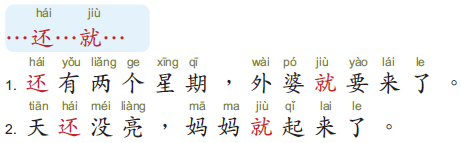 hái jiù
…还…就…
hái yǒu liǎng ge xīng qī wài pó jiù yào lái le
1. 还有两个星期，外婆就要来了。
tiān hái méi liàng mā ma jiù qǐ lai le
2. 天还没亮，妈妈就起来了。